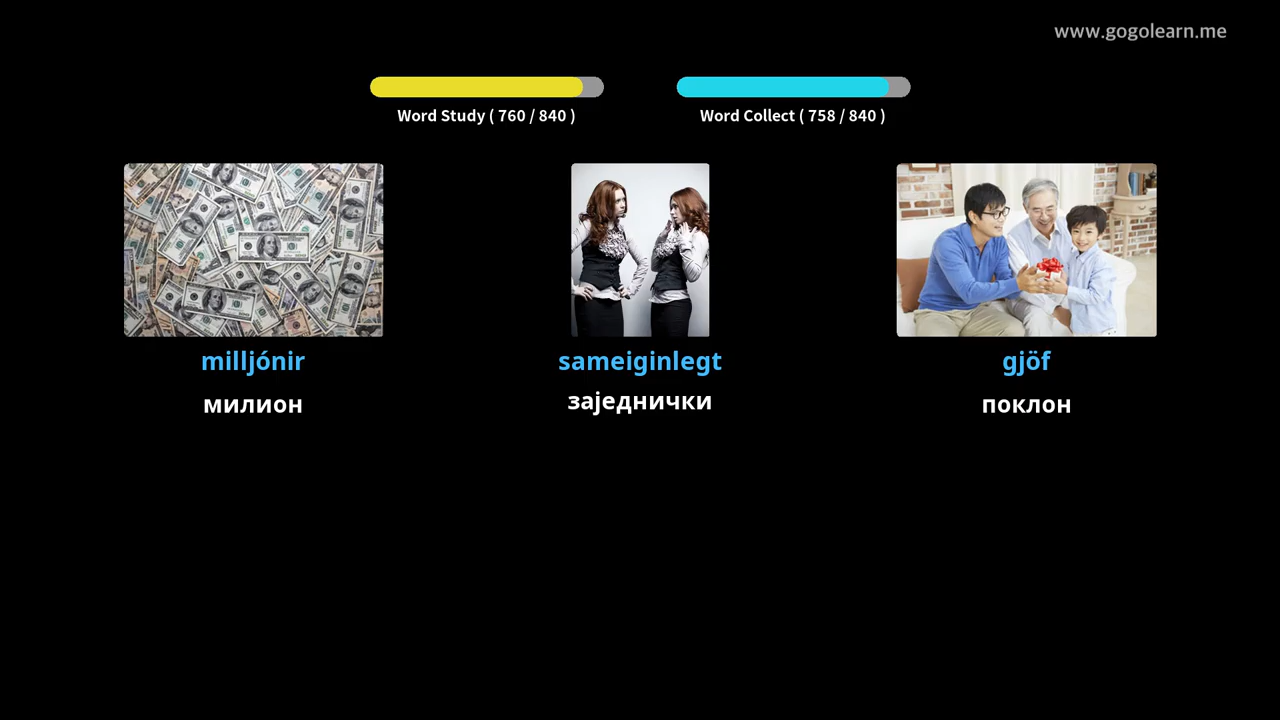 www.gogolearn.me
Word Study ( 760 / 840 )
Word Collect ( 758 / 840 )
milljónir
sameiginlegt
gjöf
милион
заједнички
поклон